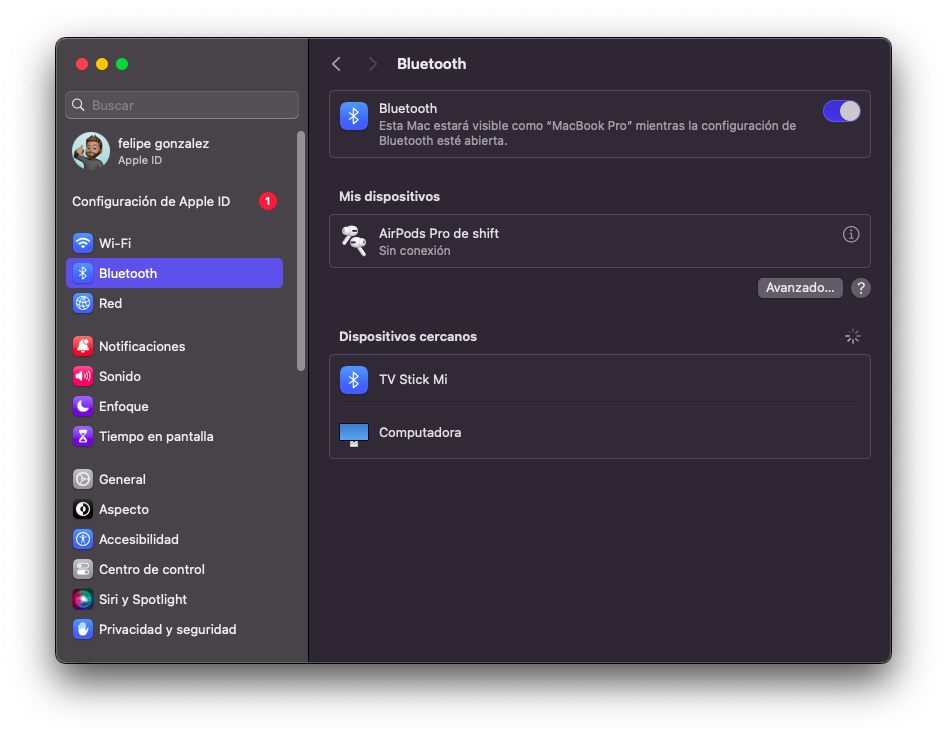 Bluetooth
Buscar
felipe gonzalez
Apple ID
Configuración de Apple ID 1
Wi-Fi
Bluetooth
Red
Notificaciones
Sonido
Enfoque
Tiempo en pantalla
General
Aspecto
Accesibilidad
Centro de control
Siri y Spotlight
Privacidad y seguridad
Bluetooth
Esta Mac estará visible como “MacBook Pro” mientras la configuración de
Bluetooth esté abierta.
Mis dispositivos
AirPods Pro de shift
Sin conexión
Avanzado... ?
Dispositivos cercanos
TV Stick Mi
Computadora